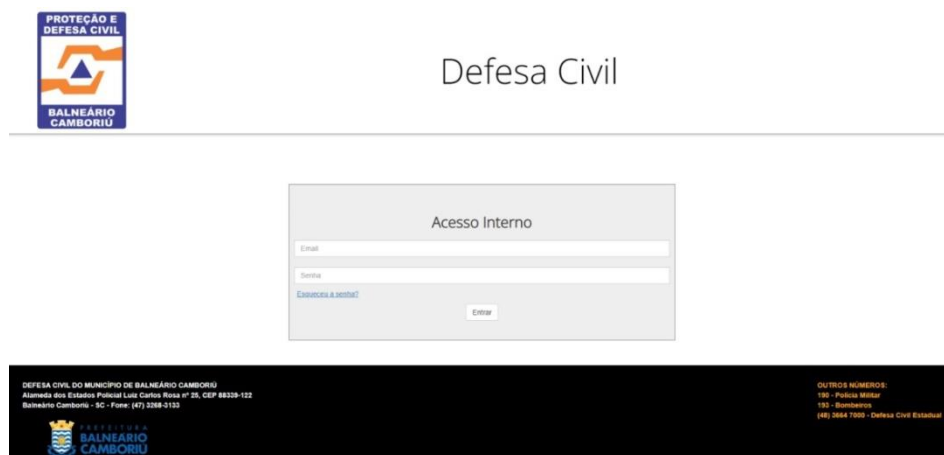 PROTEÇÃO E
DEFESA CIVIL
BALNEÁRIO
CAMBORIÚ
Defesa Civil
Acesso Interno
Email
Senha
Esqueceu a senha?
Entrar
DEFESA CIVIL DO MUNICÍPIO DE BALNEÁRIO CAMBORIÚ
Alameda dos Estados Policial Luiz Carlos Rosa nº 25, CEP 88339-122
Balneário Camboriú - SC - Fone: (47) 3268-3133
PREFEITURA
BALNEÁRIO
CAMBORIÚ
OUTROS NÚMEROS:
190 - Polícia Militar
193 - Bombeiros
(48) 3664 7000 - Defesa Civil Estadual